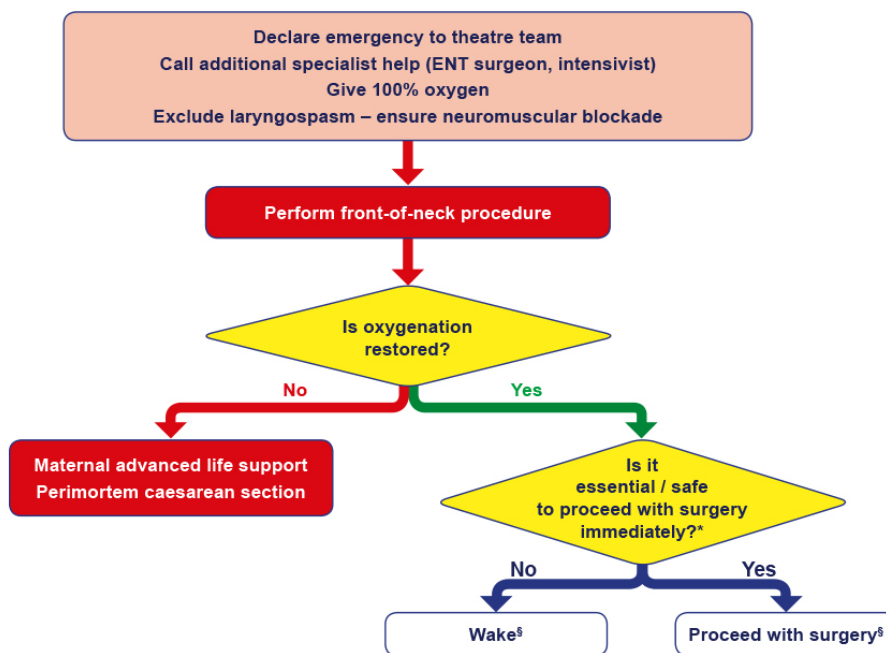 Declare emergency to theatre team
Call additional specialist help (ENT surgeon, intensivist)
Give 100% oxygen
Exclude laryngospasm – ensure neuromuscular blockade
Perform front-of-neck procedure
Is oxygenation
restored?
No
Yes
Maternal advanced life support
Perimortem caesarean section
Is it
essential / safe
to proceed with surgery
immediately?*
No
Yes
Wake§
Proceed with surgery§